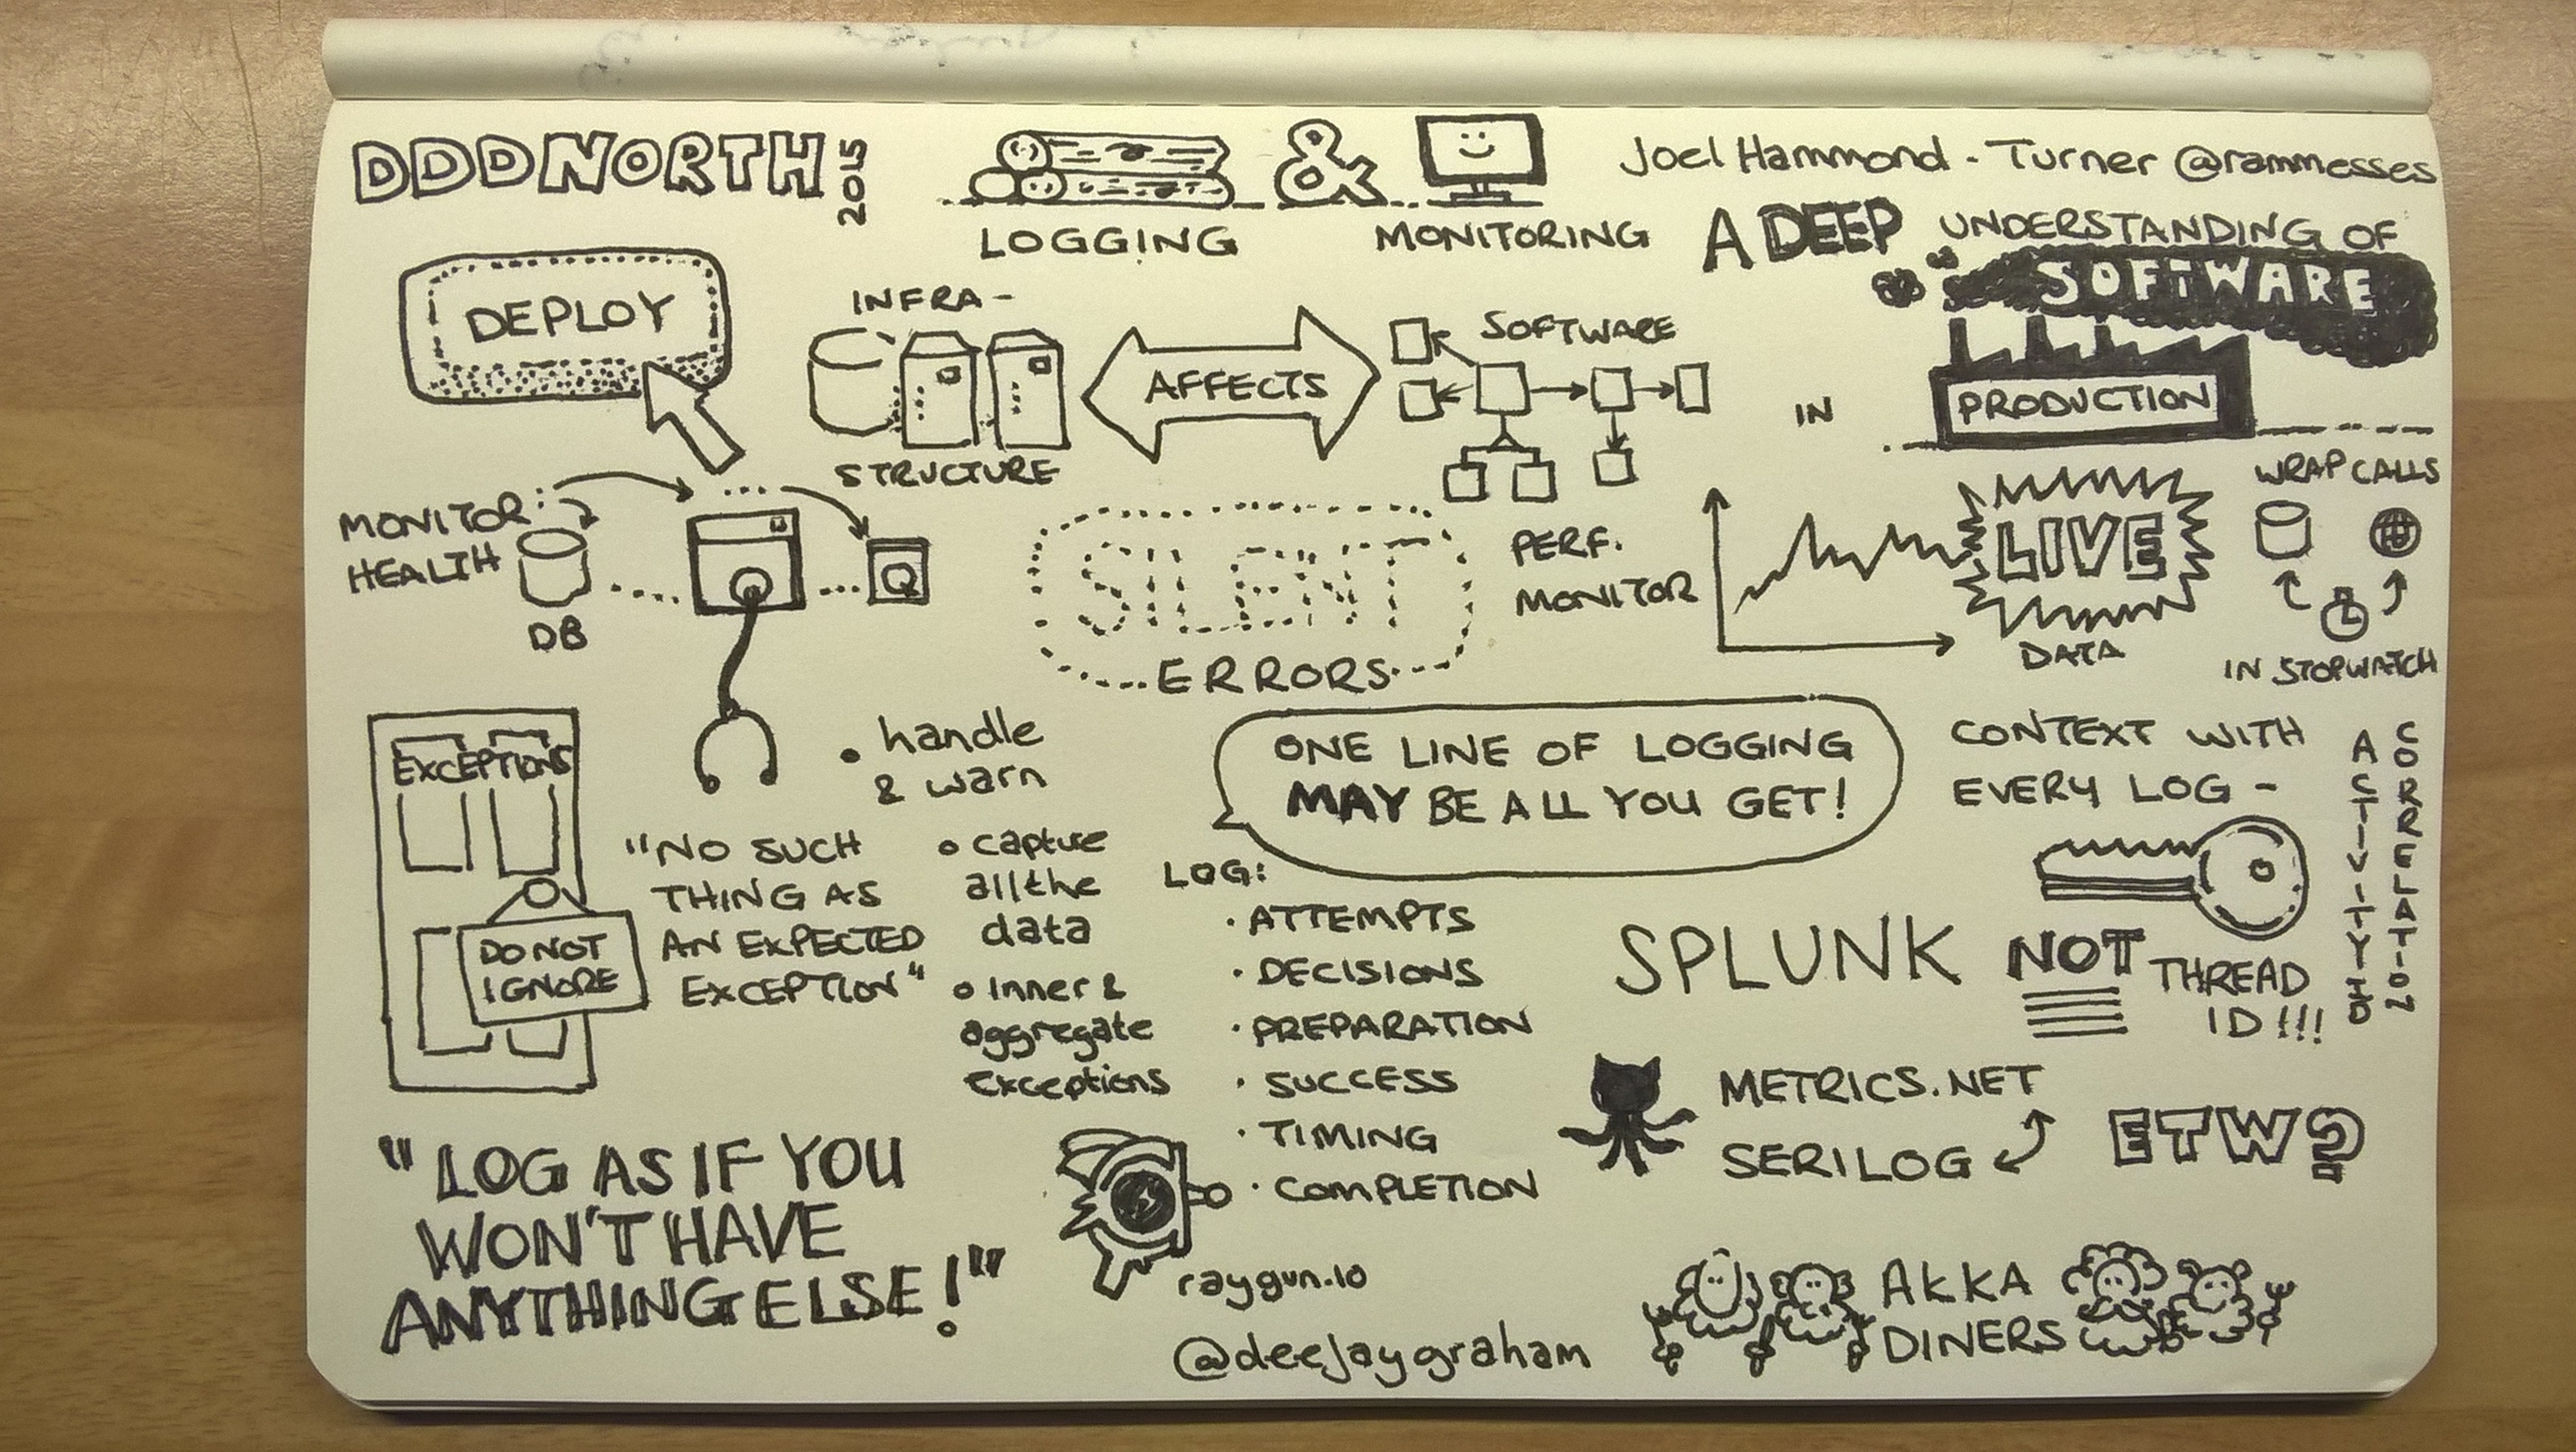 DDDNORTH 2015
LOGGING
&
MONITORING
Joel Hammond-Turner @rammesses
A DEEP UNDERSTANDING OF
SOFTWARE
IN
PRODUCTION
DEPLOY
INFRA-
STRUCTURE
AFFECTS
SOFTWARE
MONITOR
HEALTH
DB
Q
SILENT
ERRORS
PERF.
MONITOR
LIVE
DATA
WRAP CALLS
IN STOPWATCH
EXCEPTIONS
DO NOT
IGNORE
"NO SUCH
THING AS
AN EXPECTED
EXCEPTION"
• handle
& warn
• capture
all the
data
• Inner &
aggregate
exceptions
ONE LINE OF LOGGING
MAY BE ALL YOU GET!
LOG:
· ATTEMPTS
· DECISIONS
· PREPARATION
· SUCCESS
· TIMING
· COMPLETION
CONTEXT WITH
EVERY LOG -
ACTIVITY ID
CORRELATION
SPLUNK
NOT THREAD
ID!!!
METRICS.NET
SERILOG
ETW?
"LOG AS IF YOU
WON'T HAVE
ANYTHING ELSE!"
raygun.io
@deejaygraham
AKKA
DINERS